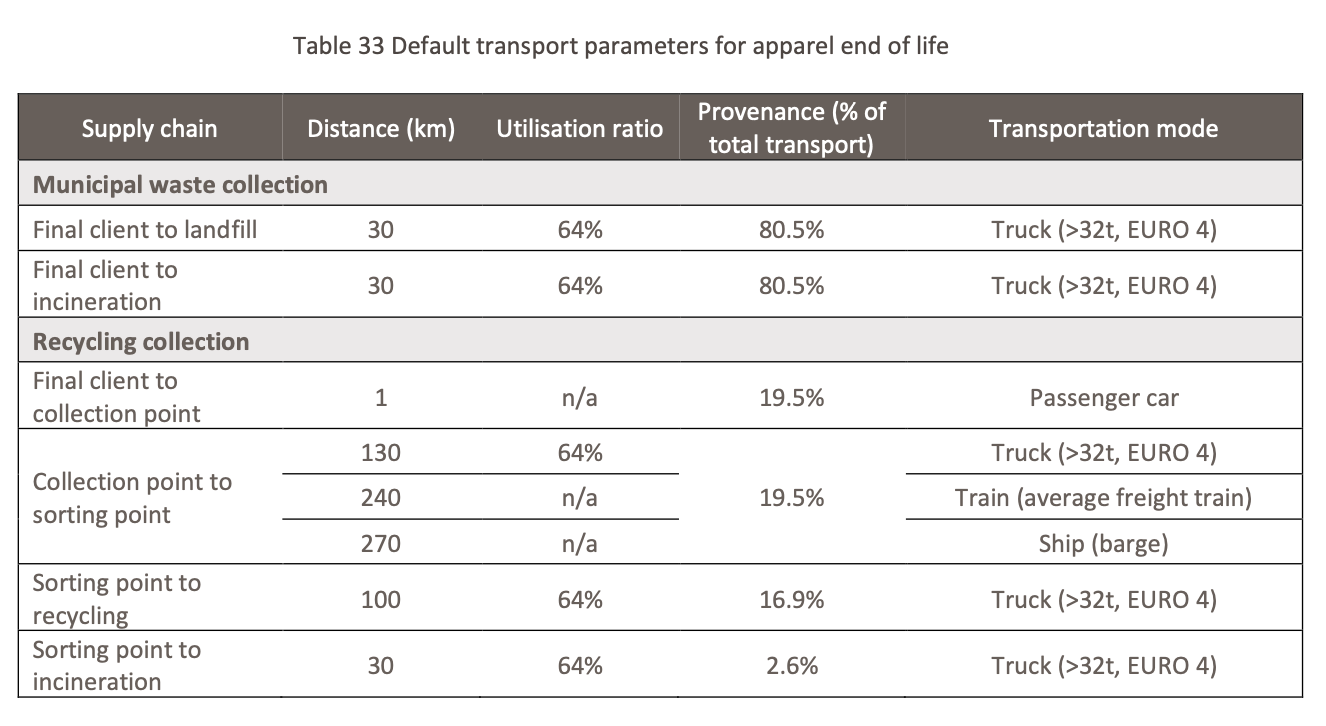 Table 33 Default transport parameters for apparel end of life
Supply chain Distance (km) Utilisation ratio Provenance (% of total transport) Transportation mode
Municipal waste collection
Final client to landfill 30 64% 80.5% Truck (>32t, EURO 4)
Final client to incineration 30 64% 80.5% Truck (>32t, EURO 4)
Recycling collection
Final client to collection point 1 n/a 19.5% Passenger car
Collection point to sorting point 130 64% 19.5% Truck (>32t, EURO 4)
240 n/a Train (average freight train)
270 n/a Ship (barge)
Sorting point to recycling 100 64% 16.9% Truck (>32t, EURO 4)
Sorting point to incineration 30 64% 2.6% Truck (>32t, EURO 4)